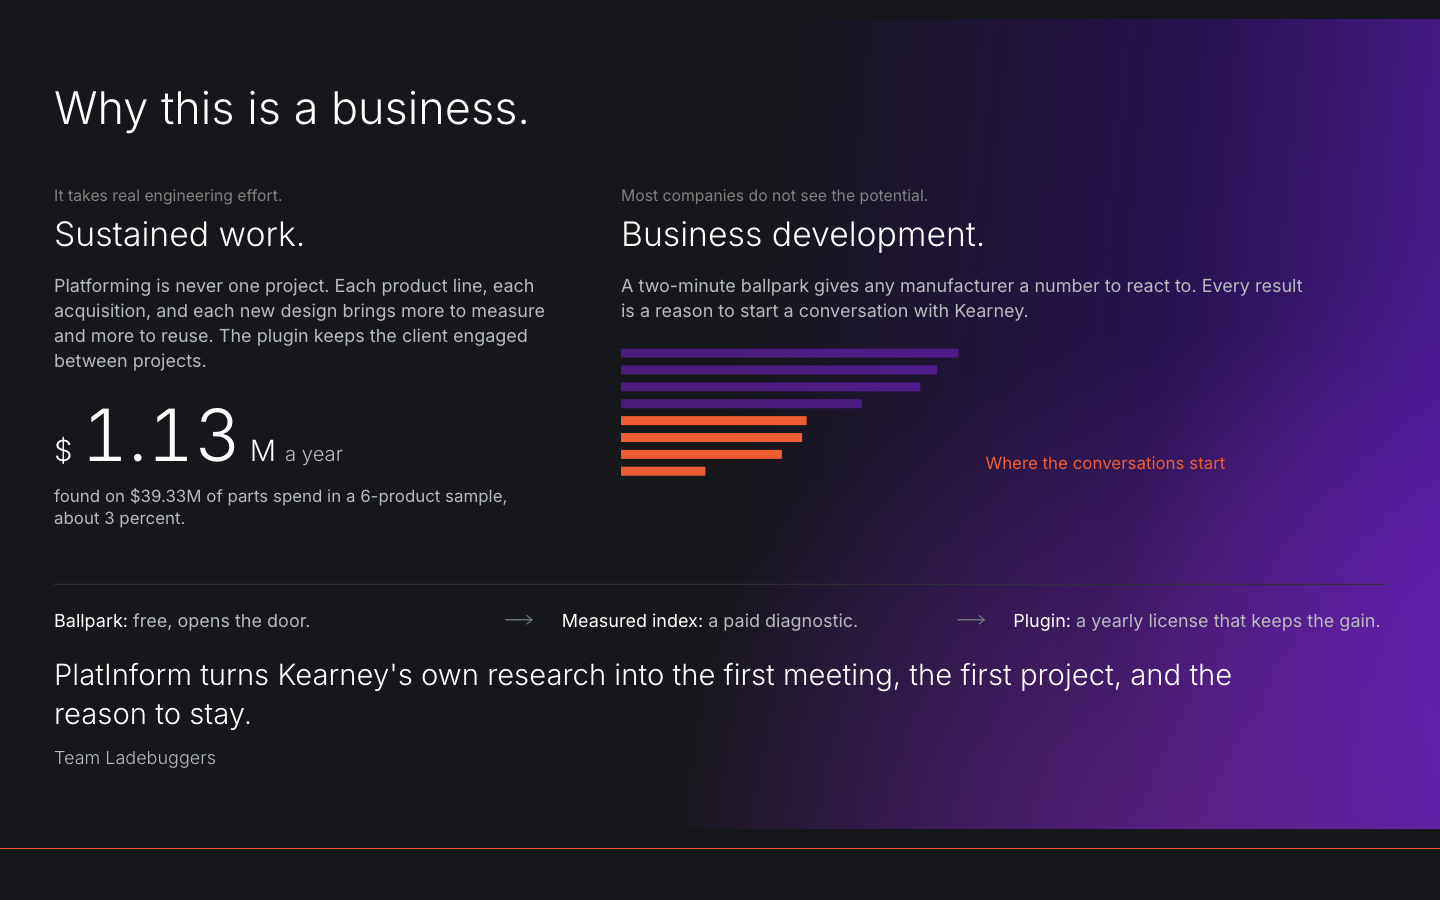 Why this is a business.
It takes real engineering effort.
Sustained work.
Platforming is never one project. Each product line, each
acquisition, and each new design brings more to measure
and more to reuse. The plugin keeps the client engaged
between projects.
$ 1.13 M a year
found on $39.33M of parts spend in a 6-product sample,
about 3 percent.
Most companies do not see the potential.
Business development.
A two-minute ballpark gives any manufacturer a number to react to. Every result
is a reason to start a conversation with Kearney.
Where the conversations start
Ballpark: free, opens the door.
Measured index: a paid diagnostic.
Plugin: a yearly license that keeps the gain.
PlatInform turns Kearney's own research into the first meeting, the first project, and the
reason to stay.
Team Ladebuggers